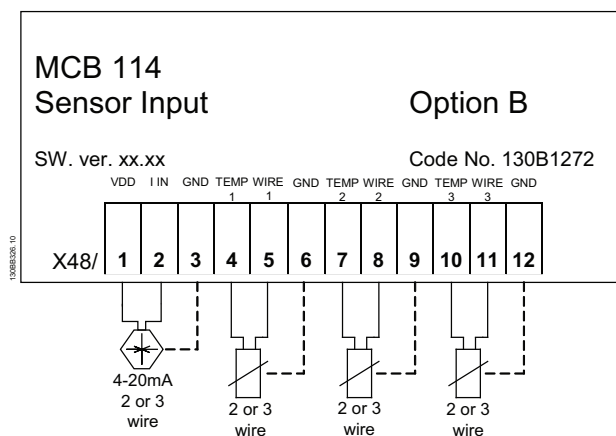 MCB 114
Sensor Input
Option B
SW. ver. xx.xx
Code No. 130B1272
VDD I IN GND TEMP 1 WIRE 1 GND TEMP 2 WIRE 2 GND TEMP 3 WIRE 3 GND
X48/ 1 2 3 4 5 6 7 8 9 10 11 12
130BB326.10
4-20mA
2 or 3
wire
2 or 3
wire
2 or 3
wire
2 or 3
wire